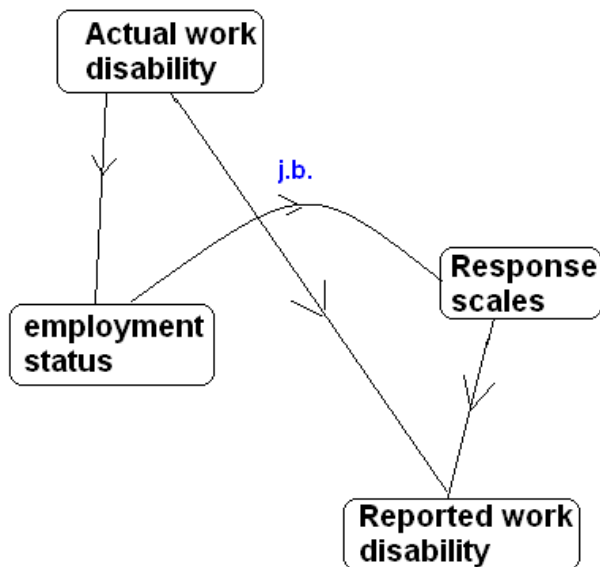 Actual work
disability
j.b.
Response
scales
employment
status
Reported work
disability